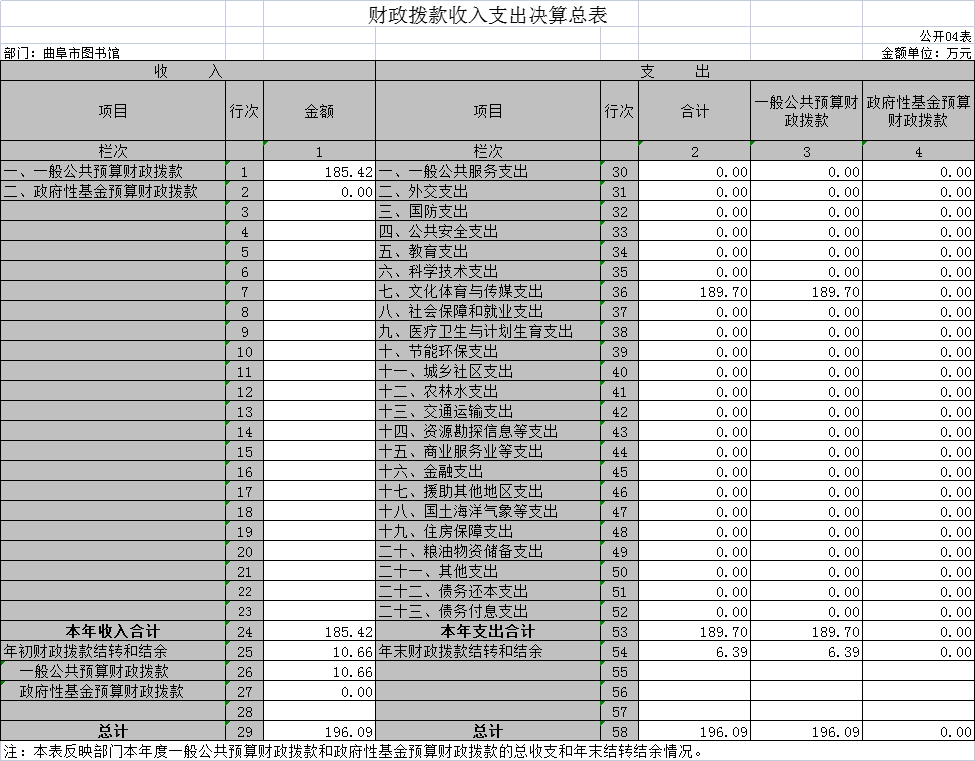 财政拨款收入支出决算总表
公开04表
部门：曲阜市图书馆 金额单位：万元
收 入 支 出
项目 行次 金额 项目 行次 合计 一般公共预算财政拨款 政府性基金预算财政拨款
栏次 1 栏次 2 3 4
一、一般公共预算财政拨款 1 185.42 一、一般公共服务支出 30 0.00 0.00 0.00
二、政府性基金预算财政拨款 2 0.00 二、外交支出 31 0.00 0.00 0.00
3 三、国防支出 32 0.00 0.00 0.00
4 四、公共安全支出 33 0.00 0.00 0.00
5 五、教育支出 34 0.00 0.00 0.00
6 六、科学技术支出 35 0.00 0.00 0.00
7 七、文化体育与传媒支出 36 189.70 189.70 0.00
8 八、社会保障和就业支出 37 0.00 0.00 0.00
9 九、医疗卫生与计划生育支出 38 0.00 0.00 0.00
10 十、节能环保支出 39 0.00 0.00 0.00
11 十一、城乡社区支出 40 0.00 0.00 0.00
12 十二、农林水支出 41 0.00 0.00 0.00
13 十三、交通运输支出 42 0.00 0.00 0.00
14 十四、资源勘探信息等支出 43 0.00 0.00 0.00
15 十五、商业服务业等支出 44 0.00 0.00 0.00
16 十六、金融支出 45 0.00 0.00 0.00
17 十七、援助其他地区支出 46 0.00 0.00 0.00
18 十八、国土海洋气象等支出 47 0.00 0.00 0.00
19 十九、住房保障支出 48 0.00 0.00 0.00
20 二十、粮油物资储备支出 49 0.00 0.00 0.00
21 二十一、其他支出 50 0.00 0.00 0.00
22 二十二、债务还本支出 51 0.00 0.00 0.00
23 二十三、债务付息支出 52 0.00 0.00 0.00
本年收入合计 24 185.42 本年支出合计 53 189.70 189.70 0.00
年初财政拨款结转和结余 25 10.66 年末财政拨款结转和结余 54 6.39 6.39 0.00
一般公共预算财政拨款 26 10.66 55
政府性基金预算财政拨款 27 0.00 56
28 57
总计 29 196.09 总计 58 196.09 196.09 0.00
注：本表反映部门本年度一般公共预算财政拨款和政府性基金预算财政拨款的总收支和年末结转结余情况。